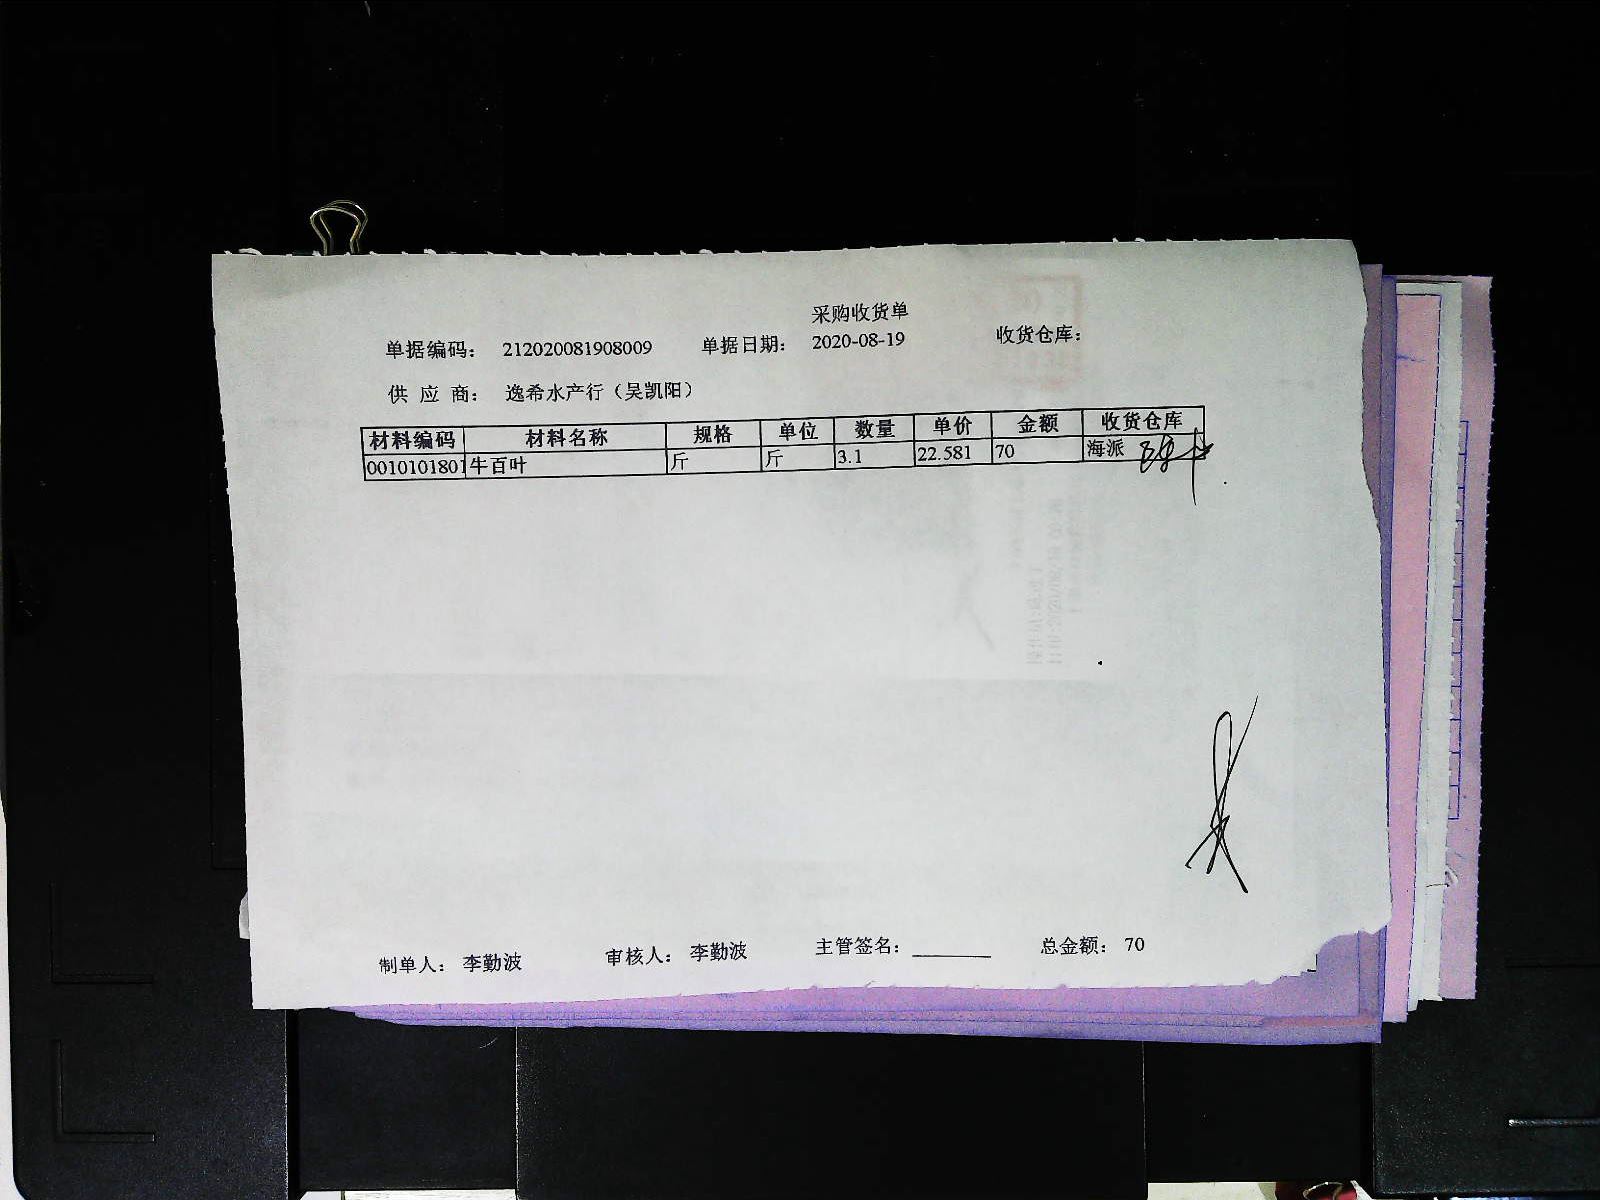 采购收货单
单据编码： 212020081908009 单据日期： 2020-08-19 收货仓库：
供 应 商： 逸希水产行（吴凯阳）
材料编码 材料名称 规格 单位 数量 单价 金额 收货仓库
0010101801 牛百叶 斤 斤 3.1 22.581 70 海派
制单人： 李勤波 审核人： 李勤波 主管签名： 总金额： 70